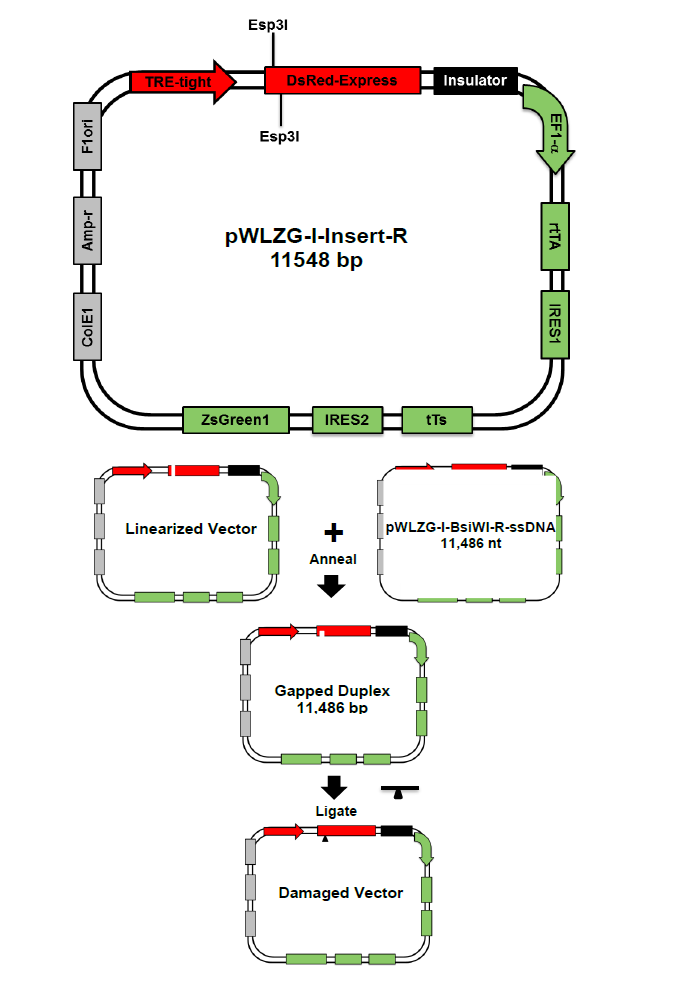 Esp3I
TRE-tight
DsRed-Express
Insulator
Esp3I
EF1-α
F1ori
Amp-r
ColE1
rtTA
IRES1
pWLZG-I-Insert-R
11548 bp
ZsGreen1
IRES2
tTs
Linearized Vector
+
Anneal
pWLZG-I-BsiWI-R-ssDNA
11,486 nt
Gapped Duplex
11,486 bp
Ligate
Damaged Vector